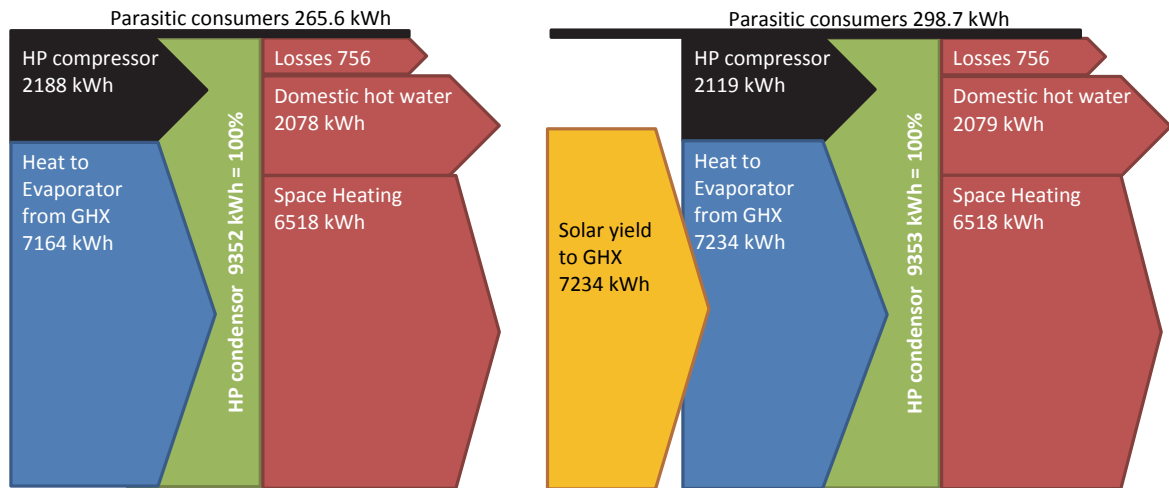 Parasitic consumers 265.6 kWh
HP compressor
2188 kWh
Heat to
Evaporator
from GHX
7164 kWh
HP condensor 9352 kWh = 100%
Losses 756
Domestic hot water
2078 kWh
Space Heating
6518 kWh
Parasitic consumers 298.7 kWh
Solar yield
to GHX
7234 kWh
HP compressor
2119 kWh
Heat to
Evaporator
from GHX
7234 kWh
HP condensor 9353 kWh = 100%
Losses 756
Domestic hot water
2079 kWh
Space Heating
6518 kWh